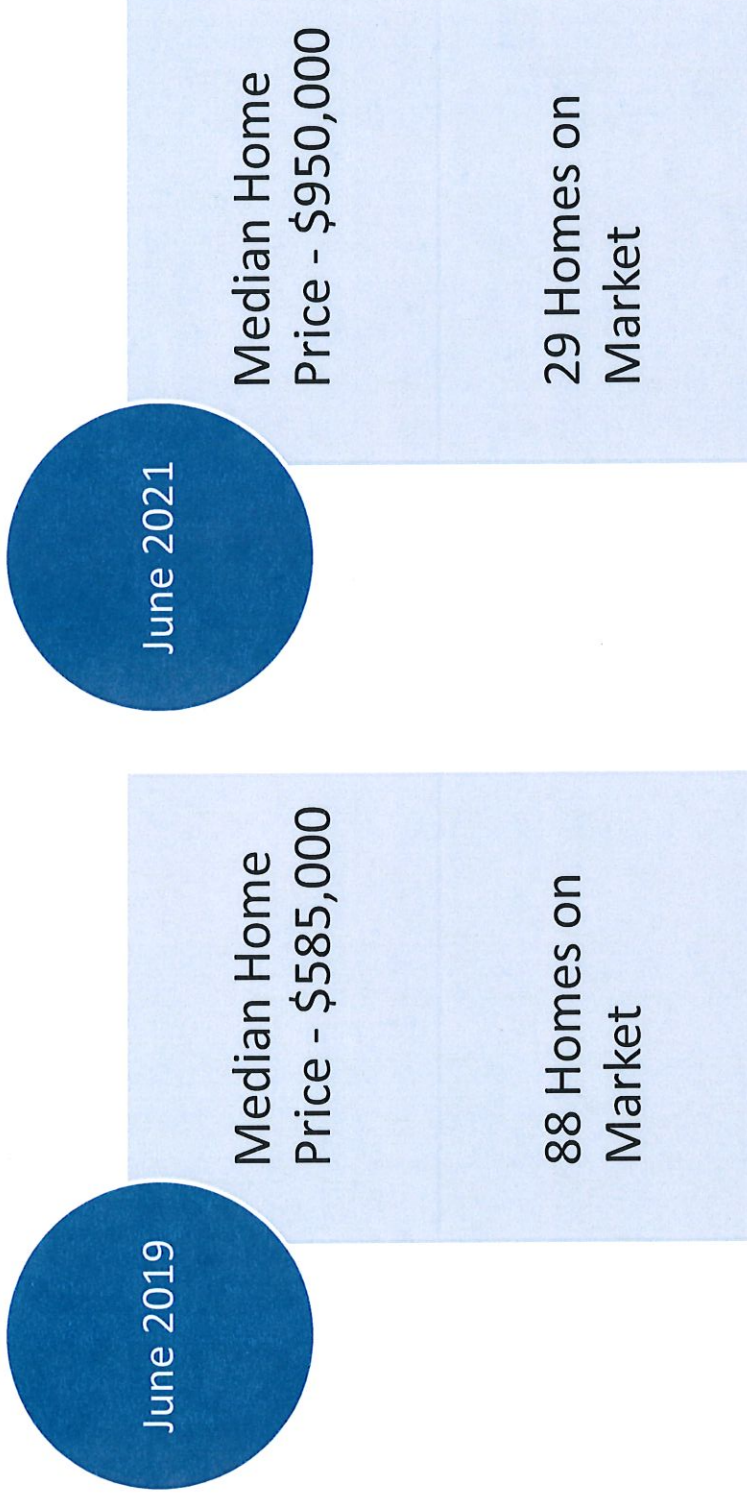 June 2019
Median Home
Price - $585,000
88 Homes on
Market
June 2021
Median Home
Price - $950,000
29 Homes on
Market